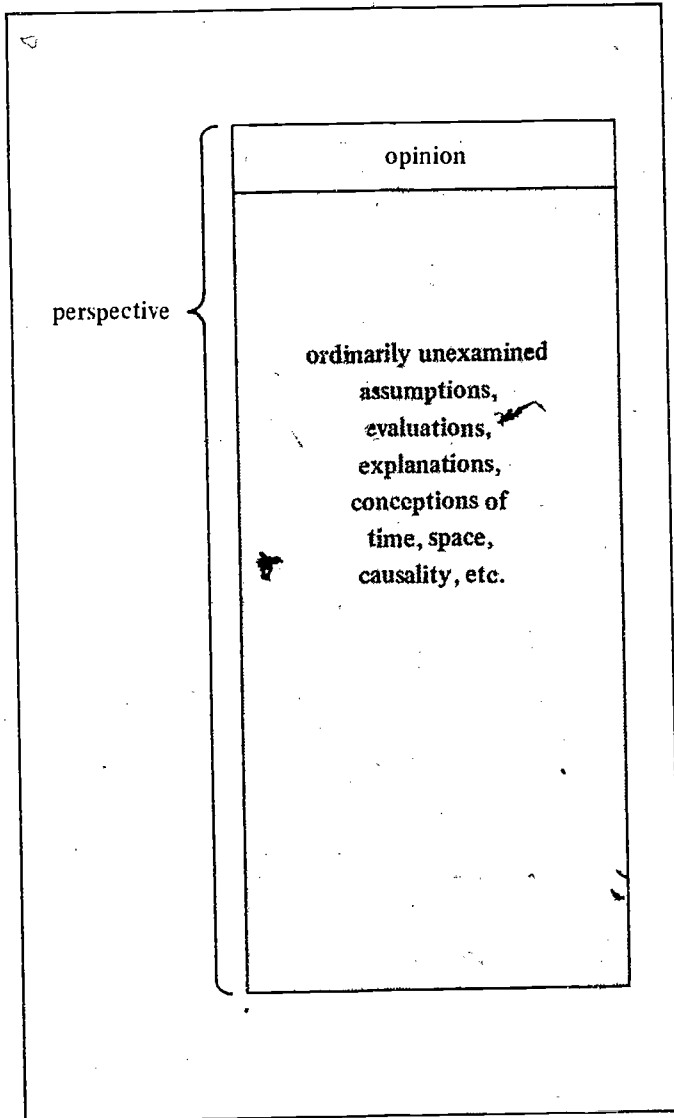 opinion
perspective
ordinarily unexamined
assumptions,
evaluations,
explanations,
conceptions of
time, space,
causality, etc.